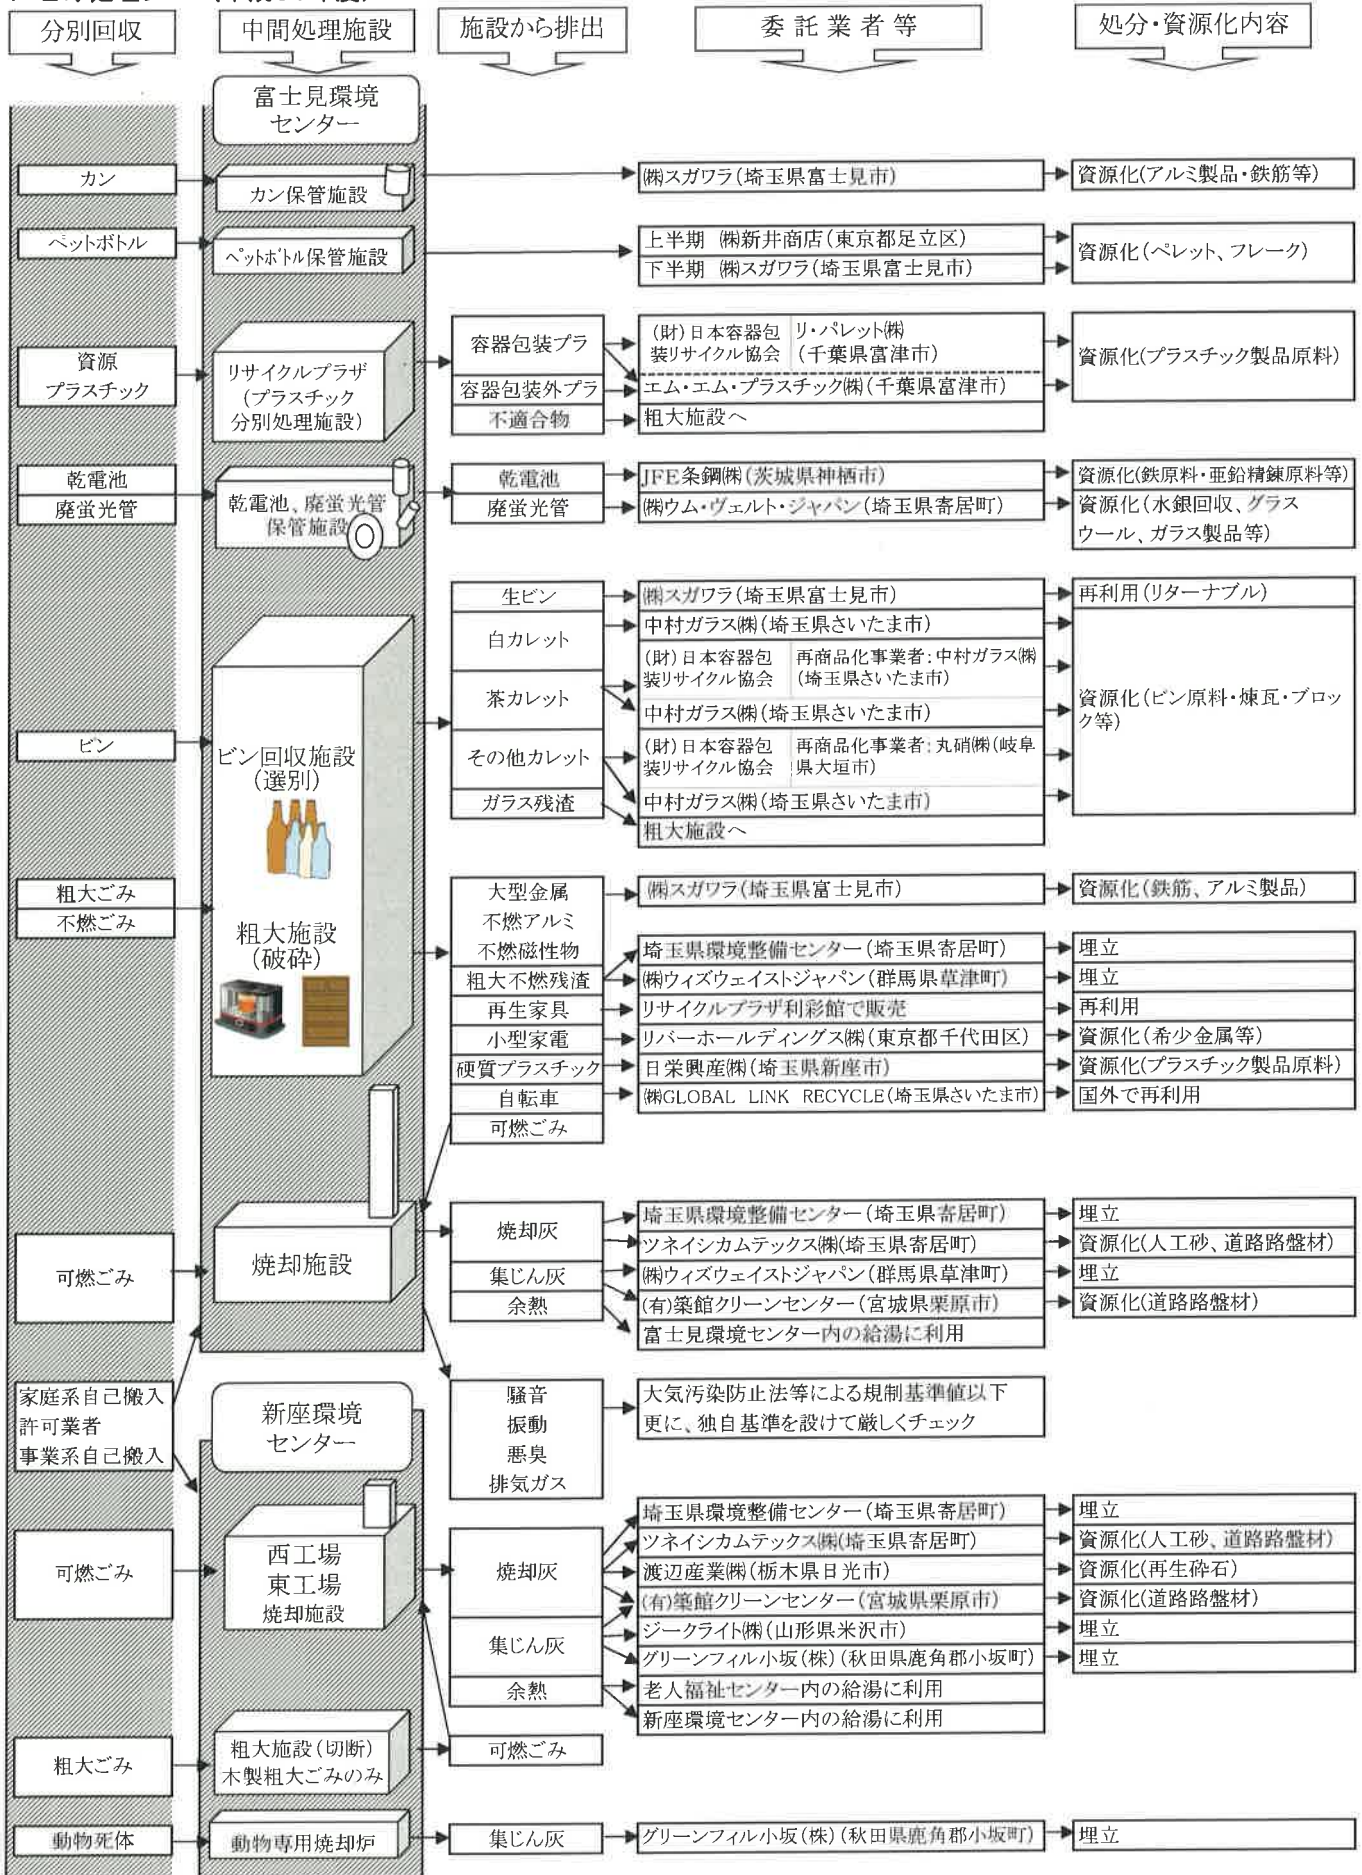 分別回収
中間処理施設
施設から排出
委託業者等
処分・資源化内容
富士見環境
センター
カン
カン保管施設
㈱スガワラ(埼玉県富士見市)
資源化(アルミ製品・鉄筋等)
ペットボトル
ペットボトル保管施設
上半期 ㈱新井商店(東京都足立区)
下半期 ㈱スガワラ(埼玉県富士見市)
資源化(ペレット、フレーク)
資源
プラスチック
リサイクルプラザ
(プラスチック
分別処理施設)
容器包装プラ
(財)日本容器包
装リサイクル協会
リ・パレット㈱
(千葉県富津市)
容器包装外プラ
エム・エム・プラスチック㈱(千葉県富津市)
資源化(プラスチック製品原料)
不適合物
粗大施設へ
乾電池
廃蛍光管
乾電池、廃蛍光管
保管施設
乾電池
JFE条鋼㈱(茨城県神栖市)
資源化(鉄原料・亜鉛精錬原料等)
廃蛍光管
㈱ウム・ヴェルト・ジャパン(埼玉県寄居町)
資源化(水銀回収、グラス
ウール、ガラス製品等)
ビン
ビン回収施設
(選別)
生ビン
㈱スガワラ(埼玉県富士見市)
再利用(リターナブル)
白カレット
中村ガラス㈱(埼玉県さいたま市)
(財)日本容器包
装リサイクル協会
再商品化事業者:中村ガラス㈱
(埼玉県さいたま市)
茶カレット
中村ガラス㈱(埼玉県さいたま市)
資源化(ビン原料・煉瓦・ブロッ
ク等)
その他カレット
(財)日本容器包
装リサイクル協会
再商品化事業者:丸硝㈱(岐阜
県大垣市)
ガラス残渣
中村ガラス㈱(埼玉県さいたま市)
粗大施設へ
粗大ごみ
不燃ごみ
粗大施設
(破砕)
大型金属
不燃アルミ
不燃磁性物
㈱スガワラ(埼玉県富士見市)
資源化(鉄筋、アルミ製品)
粗大不燃残渣
埼玉県環境整備センター(埼玉県寄居町)
埋立
㈱ウィズウェイストジャパン(群馬県草津町)
埋立
再生家具
リサイクルプラザ利彩館で販売
再利用
小型家電
リバーホールディングス㈱(東京都千代田区)
資源化(希少金属等)
硬質プラスチック
日栄興産㈱(埼玉県新座市)
資源化(プラスチック製品原料)
自転車
㈱GLOBAL LINK RECYCLE(埼玉県さいたま市)
国外で再利用
可燃ごみ
可燃ごみ
焼却施設
焼却灰
埼玉県環境整備センター(埼玉県寄居町)
埋立
ツネイシカムテックス㈱(埼玉県寄居町)
資源化(人工砂、道路路盤材)
集じん灰
㈱ウィズウェイストジャパン(群馬県草津町)
埋立
(有)築館クリーンセンター(宮城県栗原市)
資源化(道路路盤材)
余熱
富士見環境センター内の給湯に利用
家庭系自己搬入
許可業者
事業系自己搬入
騒音
振動
悪臭
排気ガス
大気汚染防止法等による規制基準値以下
更に、独自基準を設けて厳しくチェック
新座環境
センター
可燃ごみ
西工場
東工場
焼却施設
焼却灰
埼玉県環境整備センター(埼玉県寄居町)
埋立
ツネイシカムテックス㈱(埼玉県寄居町)
資源化(人工砂、道路路盤材)
渡辺産業㈱(栃木県日光市)
資源化(再生砕石)
(有)築館クリーンセンター(宮城県栗原市)
資源化(道路路盤材)
集じん灰
ジークライト㈱(山形県米沢市)
埋立
グリーンフィル小坂(株)(秋田県鹿角郡小坂町)
埋立
余熱
老人福祉センター内の給湯に利用
新座環境センター内の給湯に利用
粗大ごみ
粗大施設(切断)
木製粗大ごみのみ
可燃ごみ
動物死体
動物専用焼却炉
集じん灰
グリーンフィル小坂(株)(秋田県鹿角郡小坂町)
埋立